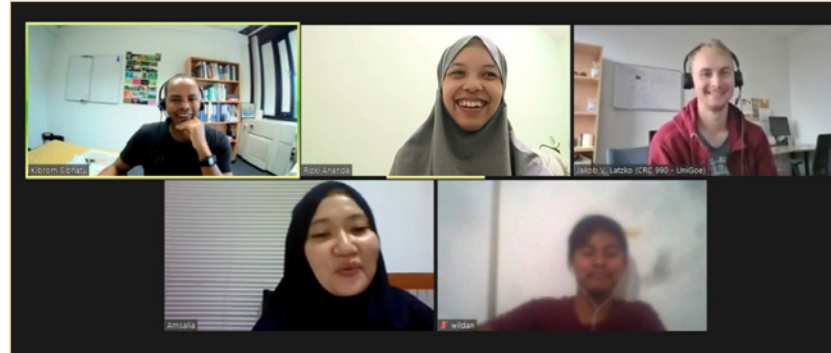 Kibrom Sibhatu
Rizki Ananda
Jakob V. Latzko (CRC 990 - UniGoe)
Amsalia
wildan